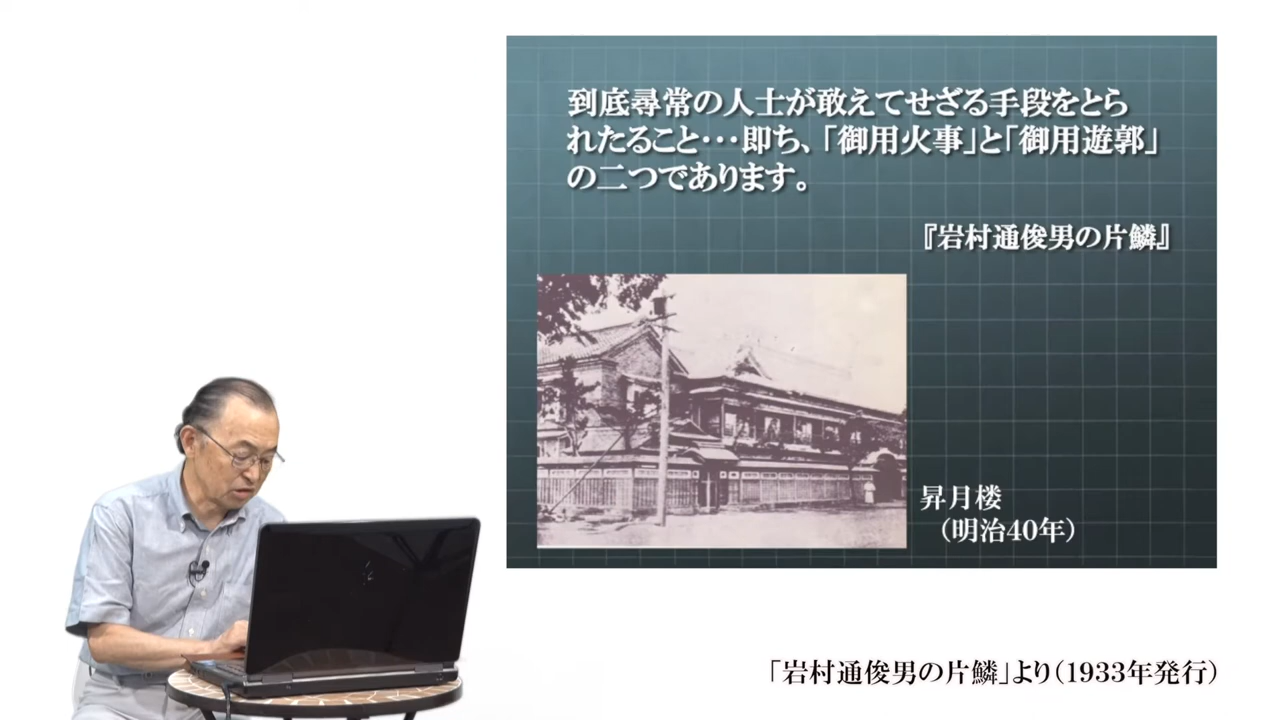 到底尋常の人士が敢えてせざる手段をとら
れたること･･･即ち、「御用火事」と「御用遊郭」
の二つであります。
『岩村通俊男の片鱗』
昇月楼
（明治40年）
「岩村通俊男の片鱗」より（1933年発行）